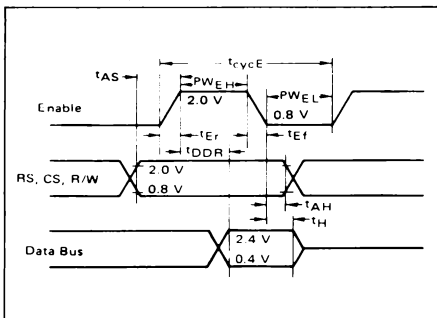 tcycE
tAS
PWEH
PWEL
Enable
2.0 V
0.8 V
tEr
tEf
tDDR
RS, CS, R/W
2.0 V
0.8 V
tAH
tH
Data Bus
2.4 V
0.4 V